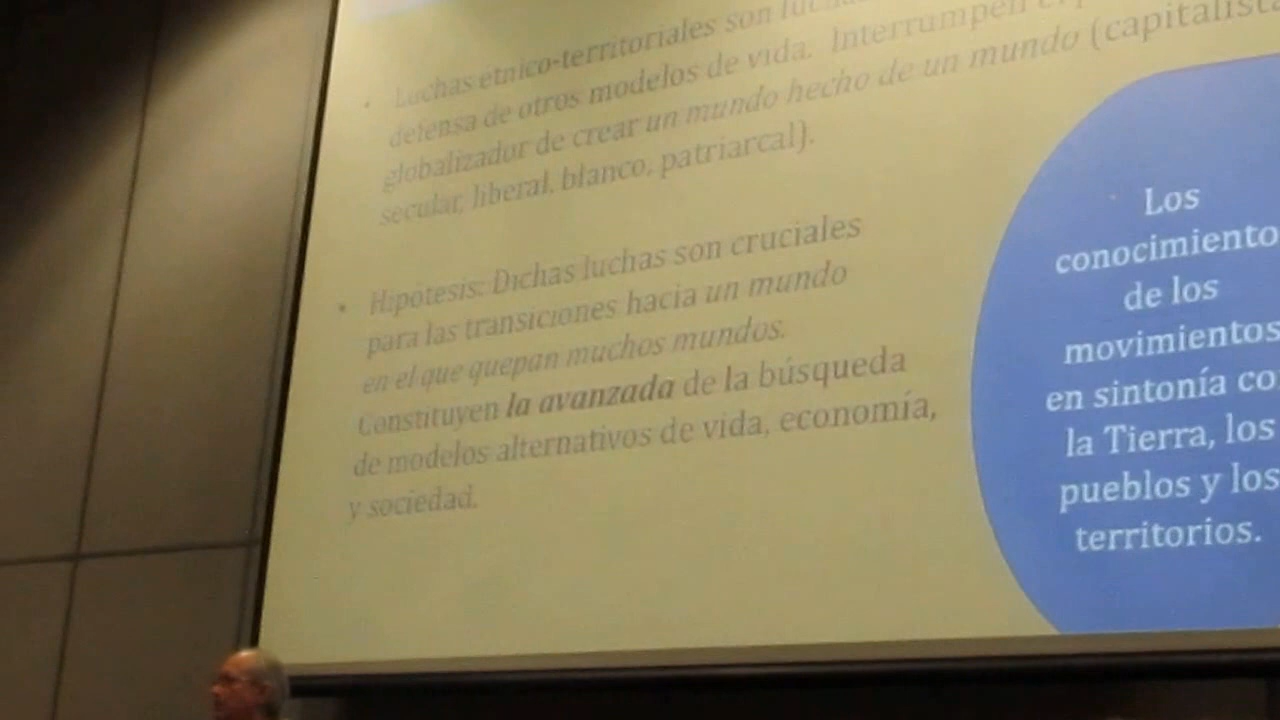 Luchas étnico-territoriales son
defensa de otros modelos de vida. Interrumpen
globalizador de crear un mundo hecho de un mundo (capitalista
secular, liberal, blanco, patriarcal).
Hipótesis: Dichas luchas son cruciales
para las transiciones hacia un mundo
en el que quepan muchos mundos.
Constituyen la avanzada de la búsqueda
de modelos alternativos de vida, economía,
y sociedad.
Los
conocimiento
de los
movimientos
en sintonía co
la Tierra, los
pueblos y los
territorios.